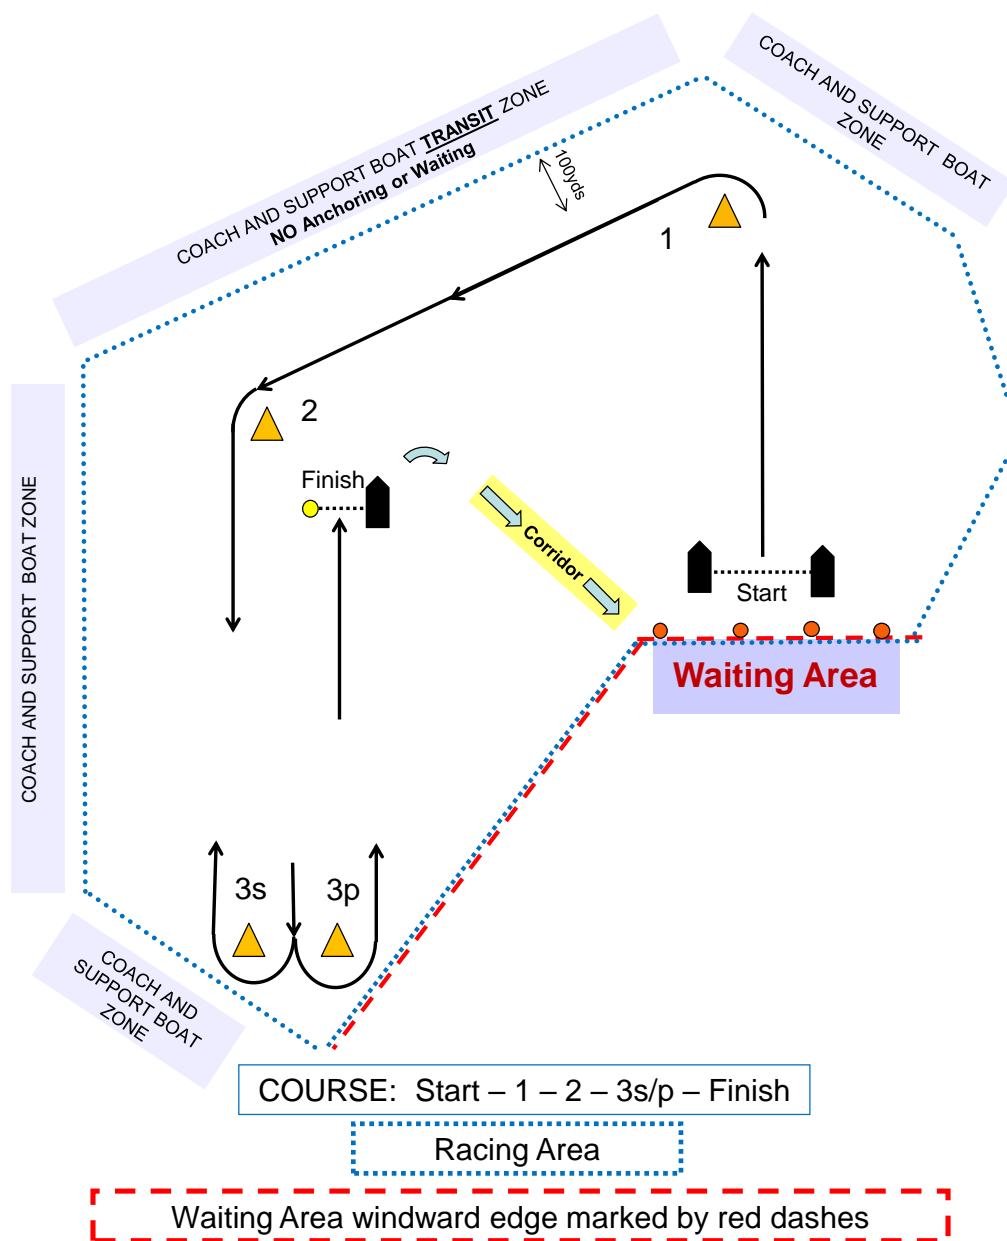 COACH AND SUPPORT BOAT
ZONE
COACH AND SUPPORT BOAT TRANSIT ZONE
NO Anchoring or Waiting
100yds
1
2
Finish
Corridor
Start
Waiting Area
COACH AND SUPPORT BOAT ZONE
3s
3p
COACH AND
SUPPORT BOAT
ZONE
COURSE: Start – 1 – 2 – 3s/p – Finish
Racing Area
Waiting Area windward edge marked by red dashes